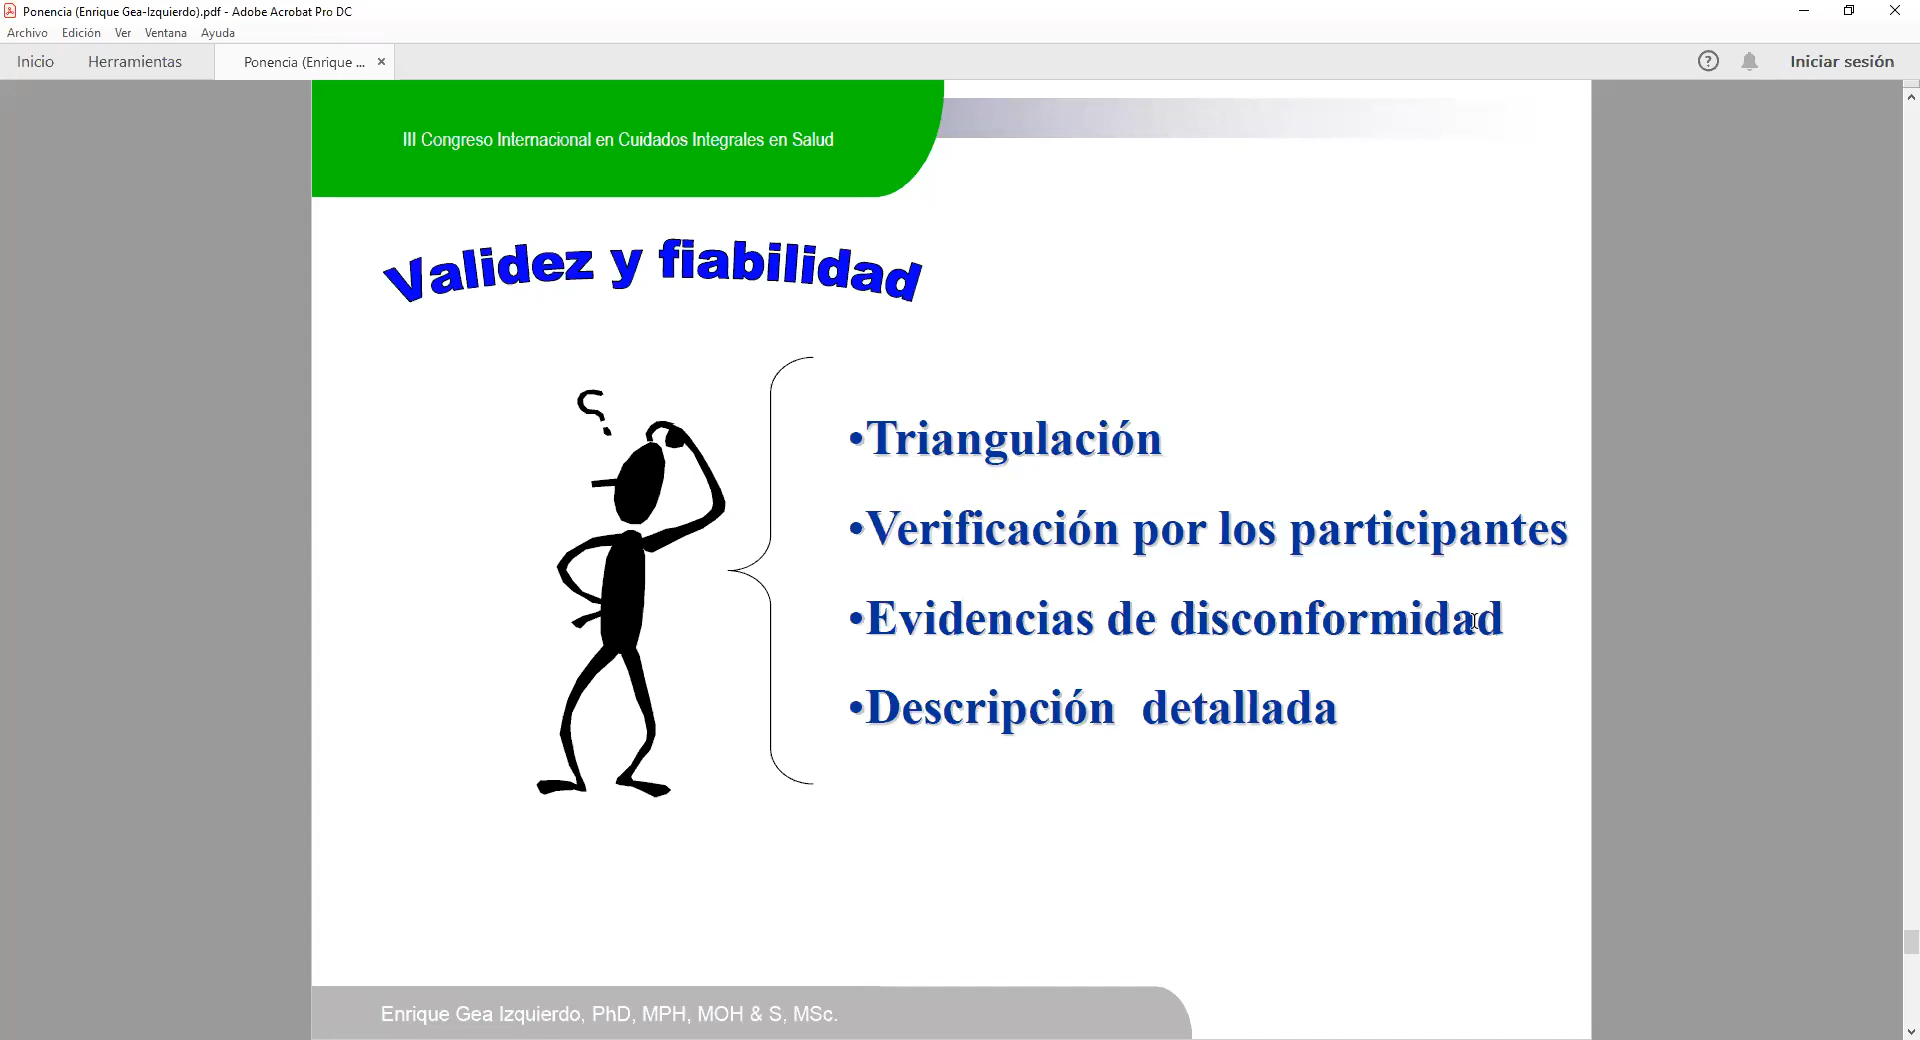 Ponencia (Enrique Gea-Izquierdo).pdf - Adobe Acrobat Pro DC
Archivo Edición Ver Ventana Ayuda
Inicio Herramientas Ponencia (Enrique ... × Iniciar sesión
III Congreso Internacional en Cuidados Integrales en Salud
Validez y fiabilidad
?
•Triangulación
•Verificación por los participantes
•Evidencias de disconformidad
•Descripción detallada
Enrique Gea Izquierdo, PhD, MPH, MOH & S, MSc.